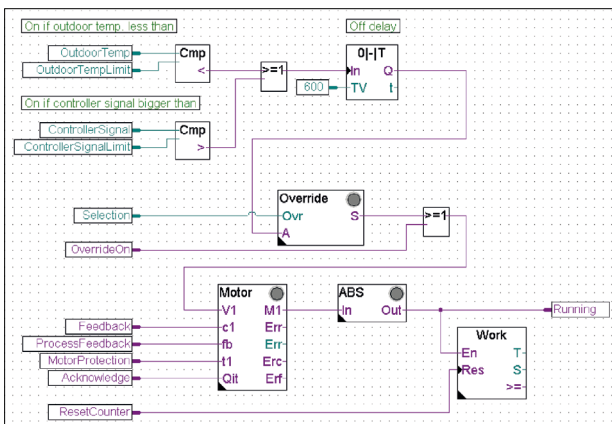 On if outdoor temp. less than
Off delay
OutdoorTemp
OutdoorTempLimit
Cmp
<
>=1
0|-|T
In Q
600
TV t
On if controller signal bigger than
ControllerSignal
ControllerSignalLimit
Cmp
>
Override
Selection
Ovr S
A
>=1
OverrideOn
Motor
V1 M1
c1 Err
fb Err
t1 Erc
Qit Erf
ABS
In Out
Running
Feedback
ProcessFeedback
MotorProtection
Acknowledge
Work
En T
Res S
>=
ResetCounter